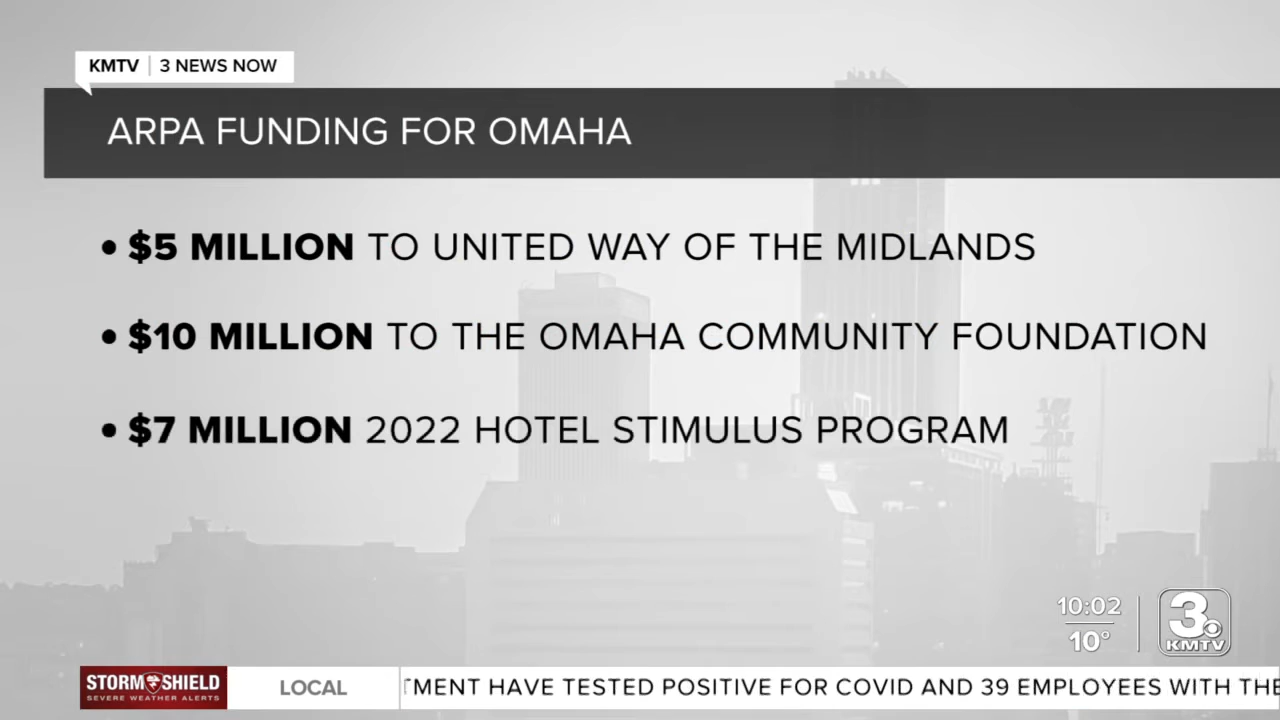 KMTV | 3 NEWS NOW
ARPA FUNDING FOR OMAHA
• $5 MILLION TO UNITED WAY OF THE MIDLANDS
• $10 MILLION TO THE OMAHA COMMUNITY FOUNDATION
• $7 MILLION 2022 HOTEL STIMULUS PROGRAM
10:02
10°
3
KMTV
STORM SHIELD
SEVERE WEATHER ALERTS
LOCAL
TMENT HAVE TESTED POSITIVE FOR COVID AND 39 EMPLOYEES WITH THE